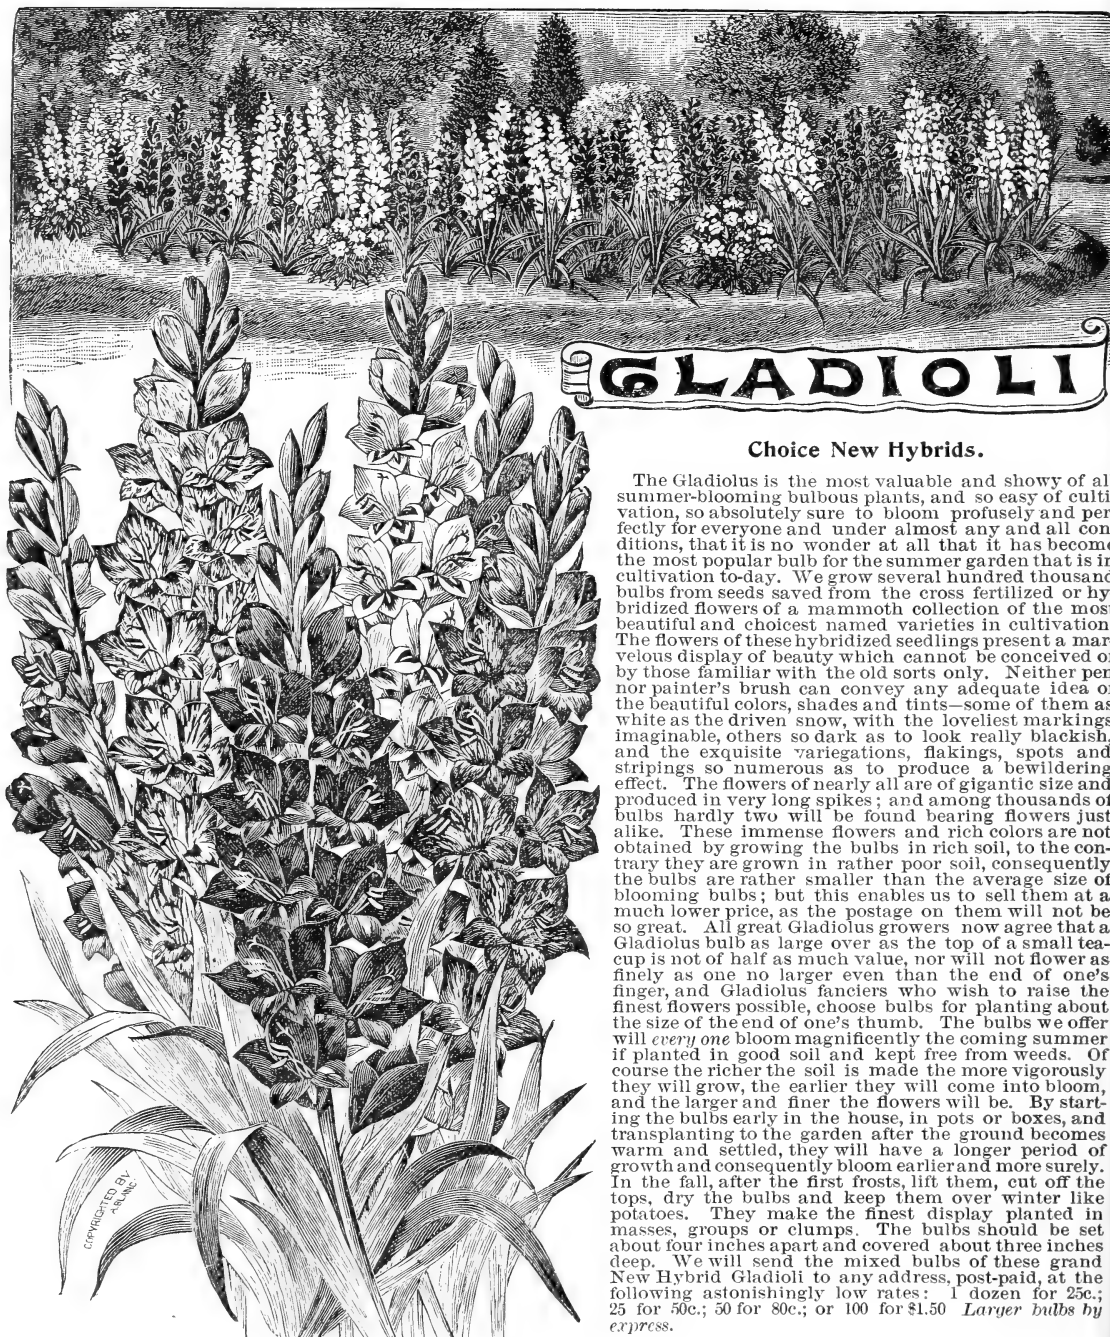 GLADIOLI
Choice New Hybrids.
The Gladiolus is the most valuable and showy of al
summer-blooming bulbous plants, and so easy of culti
vation, so absolutely sure to bloom profusely and per
fectly for everyone and under almost any and all con
ditions, that it is no wonder at all that it has become
the most popular bulb for the summer garden that is in
cultivation to-day. We grow several hundred thousand
bulbs from seeds saved from the cross fertilized or hy
bridized flowers of a mammoth collection of the mos
beautiful and choicest named varieties in cultivation
The flowers of these hybridized seedlings present a mar
velous display of beauty which cannot be conceived of
by those familiar with the old sorts only. Neither pen
nor painter's brush can convey any adequate idea of
the beautiful colors, shades and tints—some of them as
white as the driven snow, with the loveliest markings
imaginable, others so dark as to look really blackish,
and the exquisite variegations, flakings, spots and
stripings so numerous as to produce a bewildering
effect. The flowers of nearly all are of gigantic size and
produced in very long spikes; and among thousands of
bulbs hardly two will be found bearing flowers just
alike. These immense flowers and rich colors are not
obtained by growing the bulbs in rich soil, to the con-
trary they are grown in rather poor soil, consequently
the bulbs are rather smaller than the average size of
blooming bulbs; but this enables us to sell them at a
much lower price, as the postage on them will not be
so great. All great Gladiolus growers now agree that a
Gladiolus bulb as large over as the top of a small tea-
cup is not of half as much value, nor will not flower as
finely as one no larger even than the end of one's
finger, and Gladiolus fanciers who wish to raise the
finest flowers possible, choose bulbs for planting about
the size of the end of one's thumb. The bulbs we offer
will every one bloom magnificently the coming summer
if planted in good soil and kept free from weeds. Of
course the richer the soil is made the more vigorously
they will grow, the earlier they will come into bloom,
and the larger and finer the flowers will be. By start-
ing the bulbs early in the house, in pots or boxes, and
transplanting to the garden after the ground becomes
warm and settled, they will have a longer period of
growth and consequently bloom earlier and more surely.
In the fall, after the first frosts, lift them, cut off the
tops, dry the bulbs and keep them over winter like
potatoes. They make the finest display planted in
masses, groups or clumps. The bulbs should be set
about four inches apart and covered about three inches
deep. We will send the mixed bulbs of these grand
New Hybrid Gladioli to any address, post-paid, at the
following astonishingly low rates: 1 dozen for 25c.;
25 for 50c.; 50 for 80c.; or 100 for $1.50 Larger bulbs by
express.
COPYRIGHTED BY
A. BLANC.